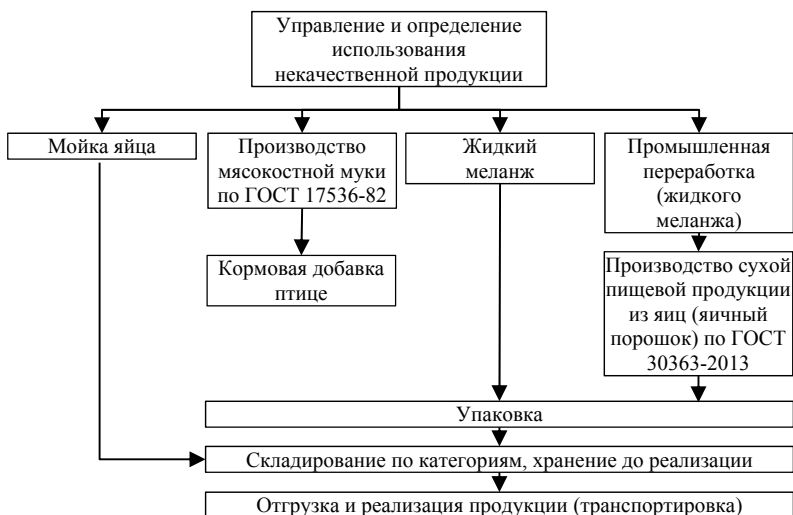 Управление и определение
использования
некачественной продукции
Мойка яйца
Производство
мясокостной муки
по ГОСТ 17536-82
Жидкий
меланж
Промышленная
переработка
(жидкого
меланжа)
Кормовая добавка
птице
Производство сухой
пищевой продукции
из яиц (яичный
порошок) по ГОСТ
30363-2013
Упаковка
Складирование по категориям, хранение до реализации
Отгрузка и реализация продукции (транспортировка)